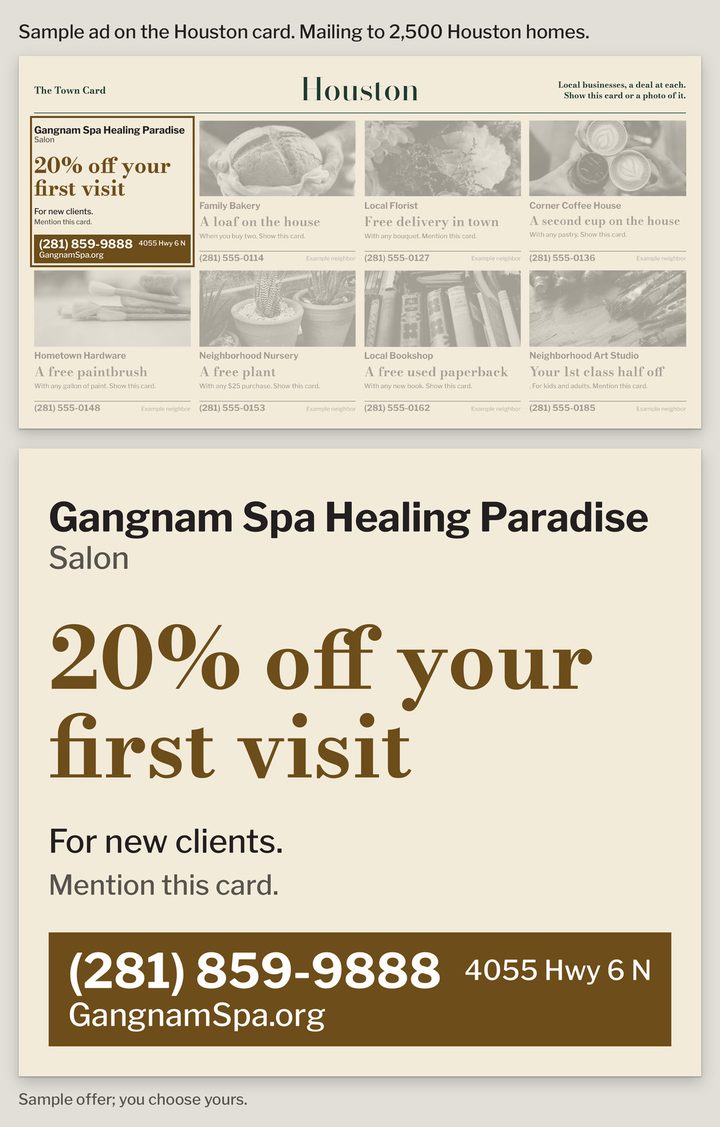 Sample ad on the Houston card. Mailing to 2,500 Houston homes.
The Town Card
Houston
Local businesses, a deal at each.
Show this card or a photo of it.
Gangnam Spa Healing Paradise
Salon
20% off your
first visit
For new clients.
Mention this card.
(281) 859-9888 4055 Hwy 6 N
GangnamSpa.org
Family Bakery
A loaf on the house
When you buy two. Show this card.
(281) 555-0114 Example neighbor
Local Florist
Free delivery in town
With any bouquet. Mention this card.
(281) 555-0127 Example neighbor
Corner Coffee House
A second cup on the house
With any pastry. Show this card.
(281) 555-0136 Example neighbor
Hometown Hardware
A free paintbrush
With any gallon of paint. Show this card.
(281) 555-0148 Example neighbor
Neighborhood Nursery
A free plant
With any $25 purchase. Show this card.
(281) 555-0153 Example neighbor
Local Bookshop
A free used paperback
With any new book. Show this card.
(281) 555-0162 Example neighbor
Neighborhood Art Studio
Your 1st class half off
For kids and adults. Mention this card.
(281) 555-0185 Example neighbor
Gangnam Spa Healing Paradise
Salon
20% off your
first visit
For new clients.
Mention this card.
(281) 859-9888 4055 Hwy 6 N
GangnamSpa.org
Sample offer; you choose yours.